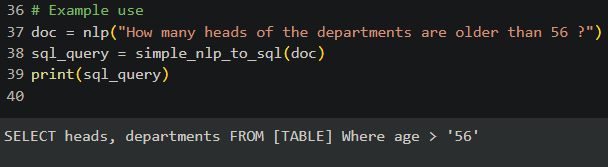 36 # Example use
37 doc = nlp("How many heads of the departments are older than 56 ?")
38 sql_query = simple_nlp_to_sql(doc)
39 print(sql_query)
40
SELECT heads, departments FROM [TABLE] Where age > '56'